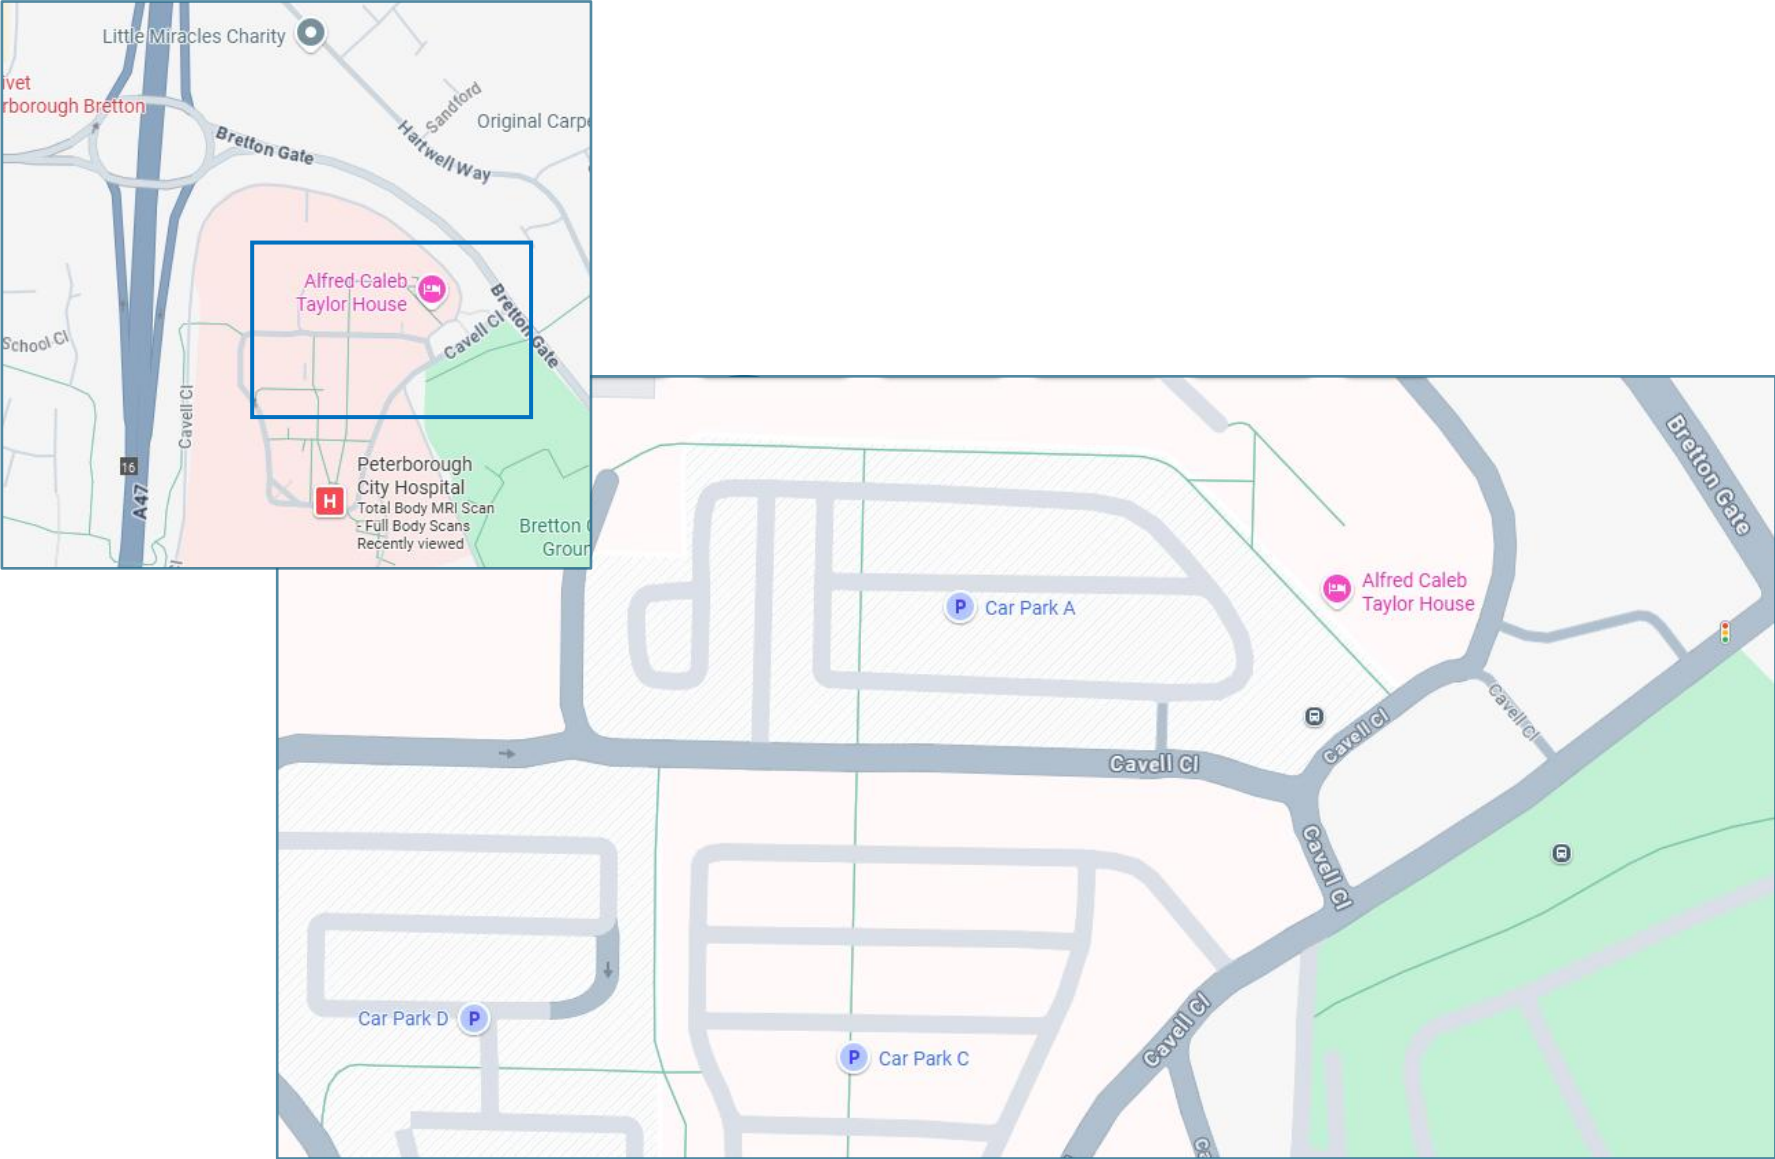 Little Miracles Charity
ivet
rborough Bretton
Bretton Gate
Sandford
Hartwell Way
Original Carpe
Alfred Caleb
Taylor House
Bretton Gate
Cavell Cl
School Cl
Cavell Cl
16
A47
H
Peterborough
City Hospital
Total Body MRI Scan
- Full Body Scans
Recently viewed
Bretton
Groun
Bretton Gate
Alfred Caleb
Taylor House
P Car Park A
Cavell Cl
Cavell Cl
Cavell Cl
Cavell Cl
Car Park D P
P Car Park C
Cavell Cl
Ca